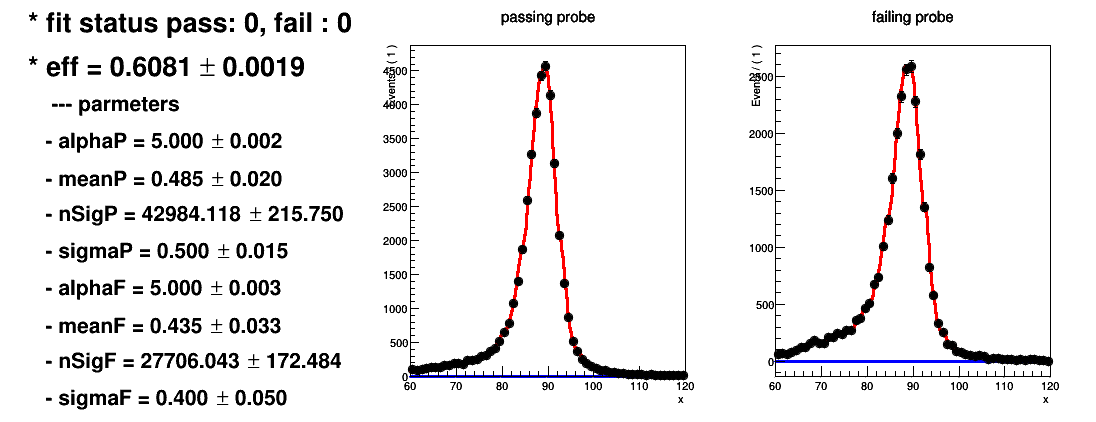 * fit status pass: 0, fail : 0
* eff = 0.6081 ± 0.0019
--- parmeters
- alphaP = 5.000 ± 0.002
- meanP = 0.485 ± 0.020
- nSigP = 42984.118 ± 215.750
- sigmaP = 0.500 ± 0.015
- alphaF = 5.000 ± 0.003
- meanF = 0.435 ± 0.033
- nSigF = 27706.043 ± 172.484
- sigmaF = 0.400 ± 0.050
passing probe
Events / ( 1 )
4500
4000
3500
3000
2500
2000
1500
1000
500
0
60 70 80 90 100 110 120
x
failing probe
Events / ( 1 )
2500
2000
1500
1000
500
0
60 70 80 90 100 110 120
x